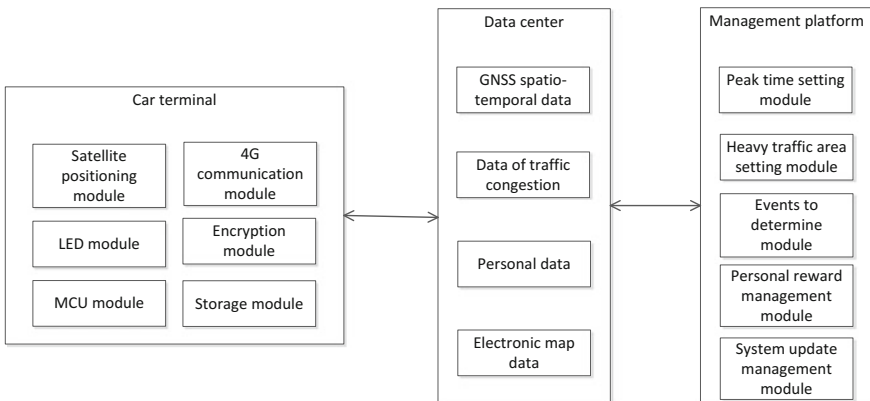 Car terminal
Satellite
positioning
module
4G
communication
module
LED module
Encryption
module
MCU module
Storage module
Data center
GNSS spatio-
temporal data
Data of traffic
congestion
Personal data
Electronic map
data
Management platform
Peak time setting
module
Heavy traffic area
setting module
Events to
determine
module
Personal reward
management
module
System update
management
module